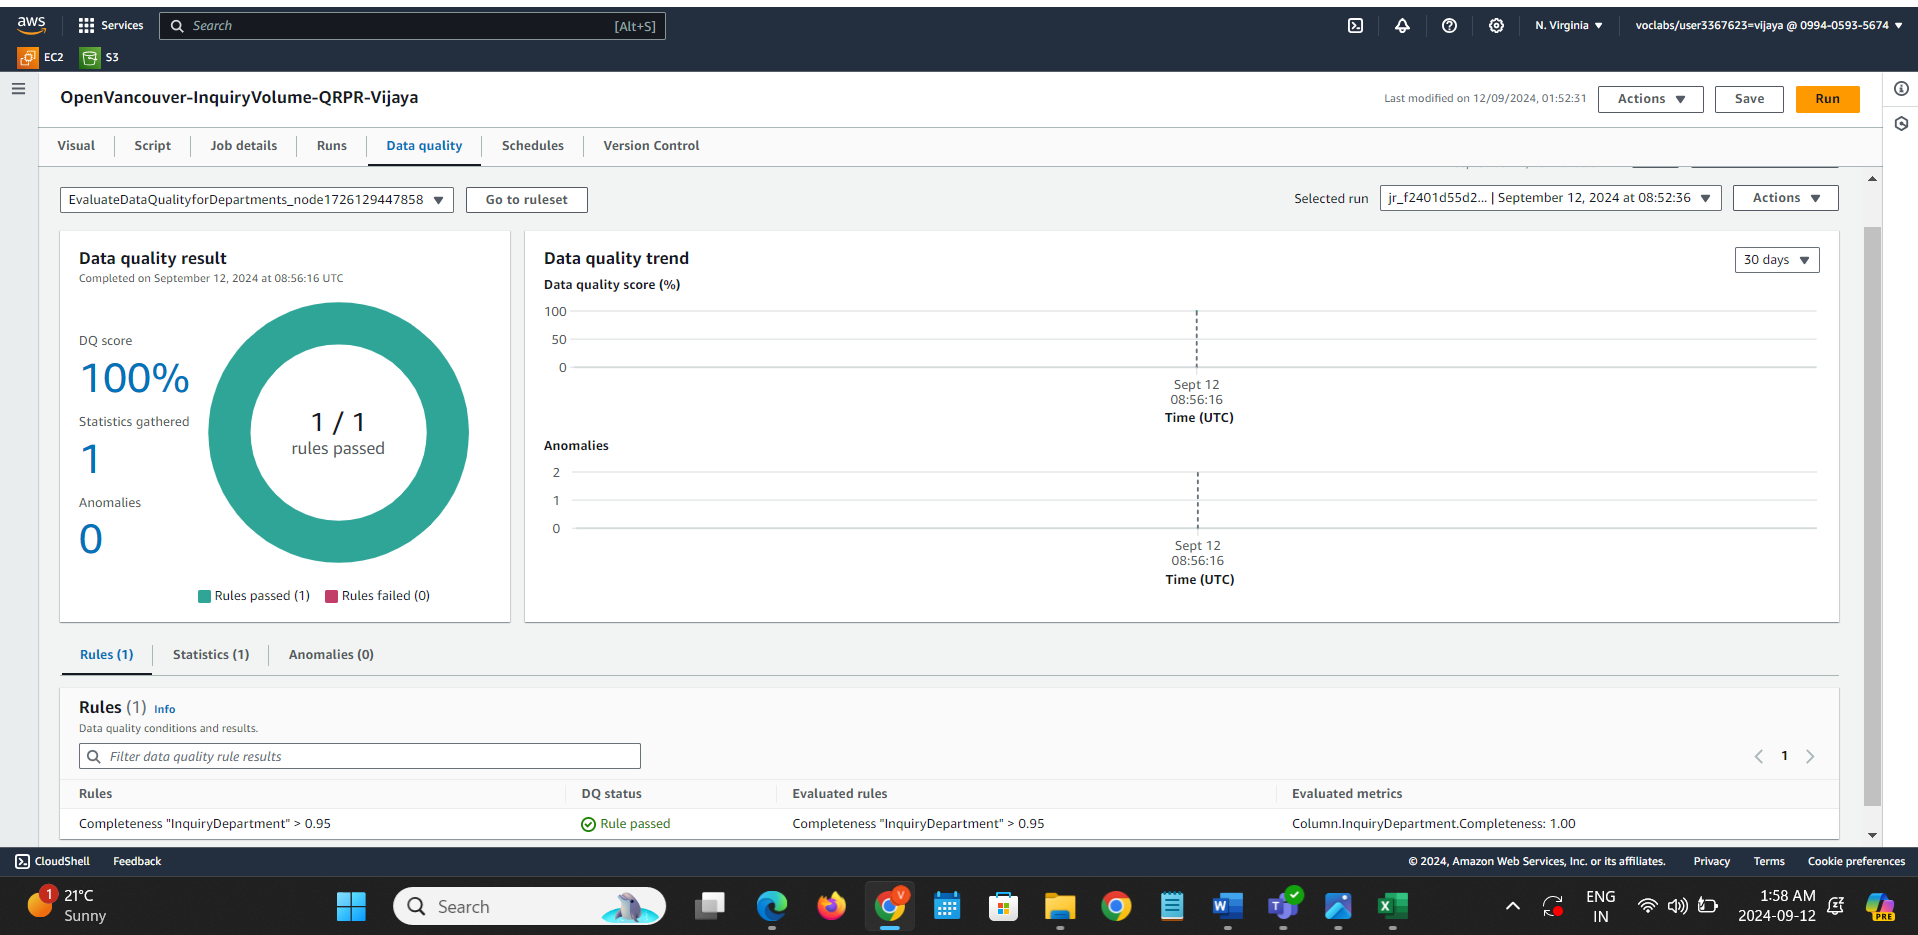 aws
Services
Search
[Alt+S]
N. Virginia
voclabs/user3367623=vijaya @ 0994-0593-5674
EC2
S3
OpenVancouver-InquiryVolume-QRPR-Vijaya
Last modified on 12/09/2024, 01:52:31
Actions
Save
Run
Visual
Script
Job details
Runs
Data quality
Schedules
Version Control
EvaluateDataQualityforDepartments_node1726129447858
Go to ruleset
Selected run
jr_f2401d55d2... | September 12, 2024 at 08:52:36
Actions
Data quality result
Completed on September 12, 2024 at 08:56:16 UTC
DQ score
100%
Statistics gathered
1
Anomalies
0
1 / 1
rules passed
Rules passed (1)
Rules failed (0)
Data quality trend
30 days
Data quality score (%)
100
50
0
Sept 12
08:56:16
Time (UTC)
Anomalies
2
1
0
Sept 12
08:56:16
Time (UTC)
Rules (1)
Statistics (1)
Anomalies (0)
Rules (1) Info
Data quality conditions and results.
Filter data quality rule results
1
Rules
DQ status
Evaluated rules
Evaluated metrics
Completeness "InquiryDepartment" > 0.95
Rule passed
Completeness "InquiryDepartment" > 0.95
Column.InquiryDepartment.Completeness: 1.00
CloudShell
Feedback
© 2024, Amazon Web Services, Inc. or its affiliates.
Privacy
Terms
Cookie preferences
1
21°C
Sunny
Search
V
W
T
X
ENG
IN
1:58 AM
2024-09-12
PRE